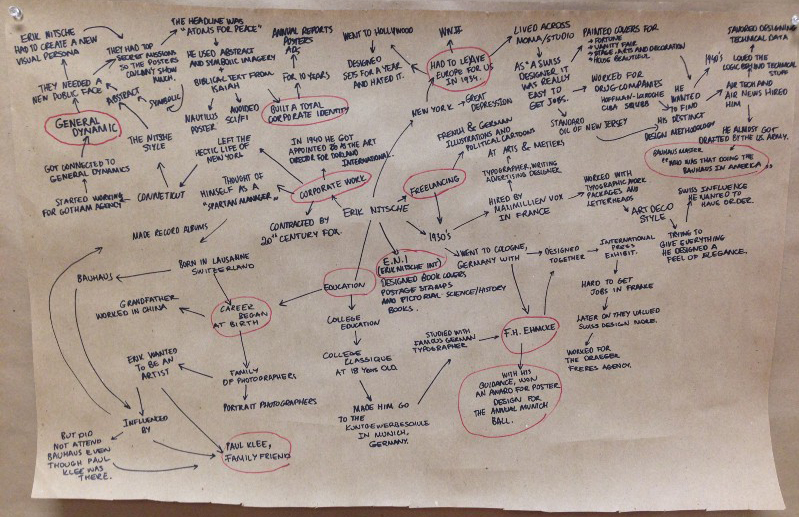 ERIK NITSCHE
HAD TO CREATE A NEW
VISUAL PERSONA
THEY NEEDED A
NEW PUBLIC FACE
GENERAL
DYNAMIC
GOT CONNECTED TO
GENERAL DYNAMICS
STARTED WORKING
FOR GOTHAM AGENCY
CONNETICUT
THE NITSHE
STYLE
ABSTRACT
SYMBOLIC
THEY HAD TOP
SECRET MISSIONS
SO THE POSTERS
COULDN'T SHOW
THE HEADLINE WAS
"ATOMS FOR PEACE"
HE USED ABSTRACT
AND SYMBOLIC IMAGERY
BIBLICAL TEXT FROM
ISAIAH
NAUTILUS
POSTER
AVOIDED
SCI/FI
LEFT THE
HECTIC LIFE OF
NEW YORK
THOUGHT OF
HIMSELF AS A
"SPARTAN MANAGER"
ANNUAL REPORTS
POSTERS
ADS
FOR 10 YEARS
BUILT A TOTAL
CORPORATE IDENTITY
IN 1940 HE GOT
APPOINTED AS THE ART
DIRECTOR FOR DORLAND
INTERNATIONAL
CORPORATE WORK
CONTRACTED BY
20TH CENTURY FOX.
WENT TO HOLLYWOOD
DESIGNED
SETS FOR A YEAR
AND HATED IT.
WWII
HAD TO LEAVE
EUROPE FOR US
IN 1934.
NEW YORK
GREAT
DEPRESSION
LIVED ACROSS
MOMA/STUDIO
AS "A SWISS
DESIGNER IT
WAS REALLY
EASY TO
GET JOBS.
PAINTED COVERS FOR
FORTUNE
VANITY FAIR
STAGE, ARTS AND DECORATION
HOUSE BEAUTIFUL
WORKED FOR
DRUG COMPANIES
HOFFMAN-LAROCHE
CIBA SQUIBB
STANDARD
OIL OF NEW JERSEY
HE
WANTED
TO FIND
HIS DISTINCT
DESIGN METHODOLOGY
1940'S
FAVORED DESIGNING
TECHNICAL DATA
LOVED THE
LOGIC BEHIND TECHNICAL
STUFF
AIR TECH AND
AIR NEWS HIRED
HIM
HE ALMOST GOT
DRAFTED BY THE US ARMY.
BAUHAUS MASTER
"WHO WAS THAT DOING THE
BAUHAUS IN AMERICA"
FREELANCING
FRENCH & GERMAN
ILLUSTRATIONS AND
POLITICAL CARTOONS
AT ARTS & METIERS
TYPOGRAPHER, WRITING
ADVERTISING DESIGNER
1930'S
HIRED BY
MAXIMILLIEN VOX
IN FRANCE
WORKED WITH
TYPOGRAPHIC WORK
PACKAGES AND
LETTERHEADS
ART DECO
STYLE
SWISS INFLUENCE
HE WANTED TO
HAVE ORDER.
TRYING TO
GIVE EVERYTHING
HE DESIGNED A
FEEL OF ELEGANCE.
ERIK NITSCHE
E.N.I
(ERIK NITSCHE INT)
DESIGNED BOOK COVERS
POSTAGE STAMPS
AND PICTORIAL SCIENCE/HISTORY
BOOKS.
WENT TO COLOGNE,
GERMANY WITH
DESIGNED
TOGETHER
INTERNATIONAL
PRESS
EXHIBIT.
HARD TO GET
JOBS IN FRANCE
LATER ON THEY VALUED
SWISS DESIGN MORE.
WORKED FOR
THE DRAEGER
FRERES AGENCY.
STUDIED WITH
FAMOUS GERMAN
TYPOGRAPHER
F.H. EHMCKE
WITH HIS
GUIDANCE, WON
AN AWARD FOR POSTER
DESIGN FOR
THE ANNUAL MUNICH
BALL.
EDUCATION
COLLEGE
EDUCATION
COLLEGE
CLASSIQUE
AT 18 YEARS OLD.
MADE HIM GO
TO THE
KUNTGEWERBESCHULE
IN MUNICH,
GERMANY.
MADE RECORD ALBUMS
BAUHAUS
BORN IN LAUSANNE
SWITZERLAND
GRANDFATHER
WORKED IN CHINA
CAREER
BEGAN
AT BIRTH
ERIK WANTED
TO BE AN
ARTIST
FAMILY
OF PHOTOGRAPHERS
PORTRAIT PHOTOGRAPHERS
INFLUENCED
BY
BUT DID
NOT ATTEND
BAUHAUS EVEN
THOUGH PAUL
KLEE WAS
THERE.
PAUL KLEE,
FAMILY FRIEND